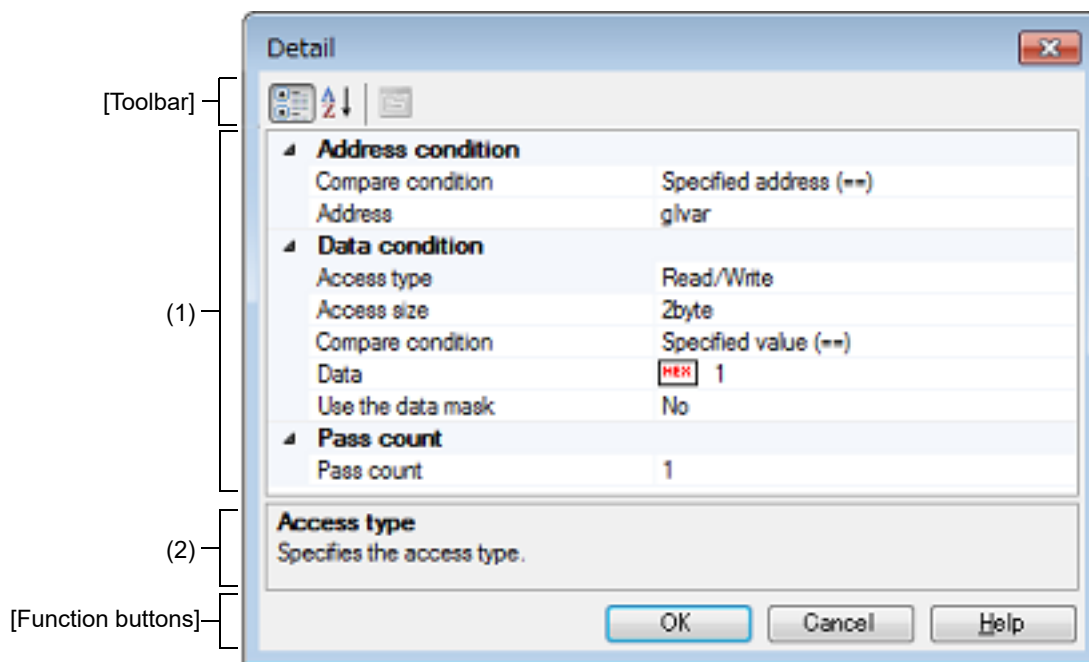 Detail
[Toolbar]
A
Z
Address condition
Compare condition Specified address (==)
Address glvar
Data condition
Access type Read/Write
(1)
Access size 2byte
Compare condition Specified value (==)
Data HEX 1
Use the data mask No
Pass count
Pass count 1
Access type
(2)
Specifies the access type.
[Function buttons]
OK Cancel Help